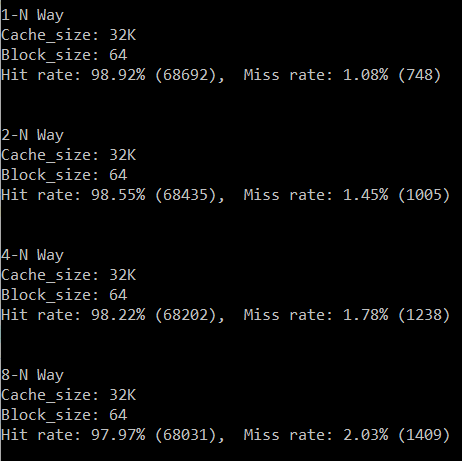 1-N Way
Cache_size: 32K
Block_size: 64
Hit rate: 98.92% (68692),  Miss rate: 1.08% (748)
2-N Way
Cache_size: 32K
Block_size: 64
Hit rate: 98.55% (68435),  Miss rate: 1.45% (1005)
4-N Way
Cache_size: 32K
Block_size: 64
Hit rate: 98.22% (68202),  Miss rate: 1.78% (1238)
8-N Way
Cache_size: 32K
Block_size: 64
Hit rate: 97.97% (68031),  Miss rate: 2.03% (1409)